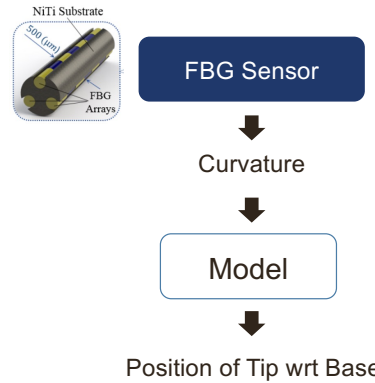 NiTi Substrate
500 (μm)
FBG
Arrays
FBG Sensor
Curvature
Model
Position of Tip wrt Base